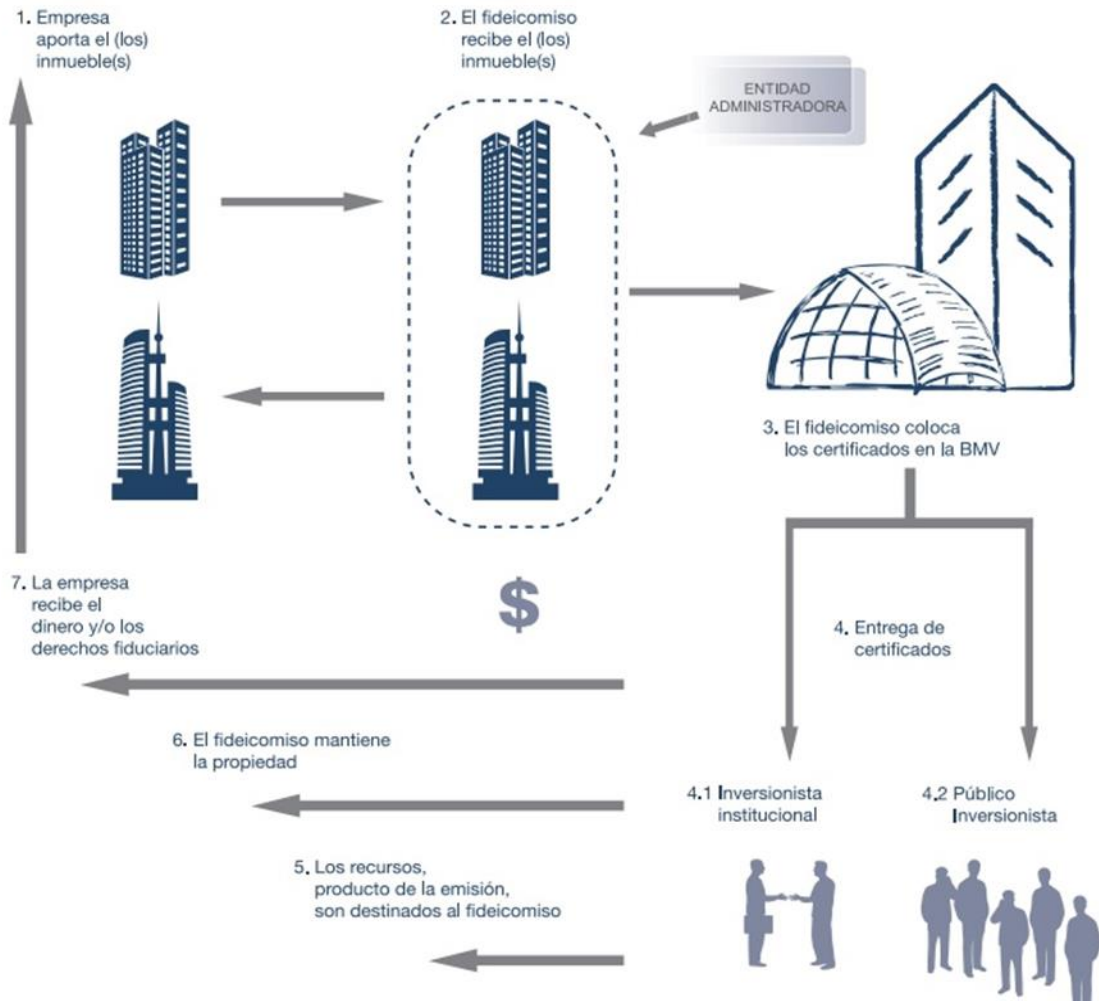 1. Empresa
aporta el (los)
inmueble(s)
2. El fideicomiso
recibe el (los)
inmueble(s)
ENTIDAD
ADMINISTRADORA
3. El fideicomiso coloca
los certificados en la BMV
7. La empresa
recibe el
dinero y/o los
derechos fiduciarios
$
4. Entrega de
certificados
6. El fideicomiso mantiene
la propiedad
4.1 Inversionista
institucional
4.2 Público
Inversionista
5. Los recursos,
producto de la emisión,
son destinados al fideicomiso